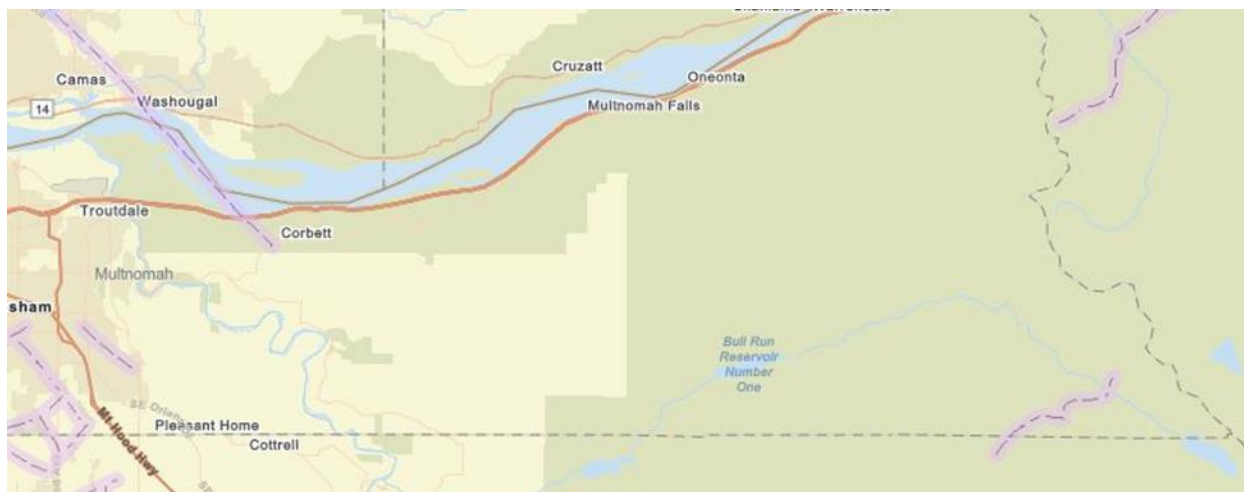 Cruzatt
Camas
Oneonta
14
Washougal
Multnomah Falls
Troutdale
Corbett
Multnomah
sham
Bull Run
Reservoir
Number
One
Mt Hood Hwy
Pleasant Home
Cottrell